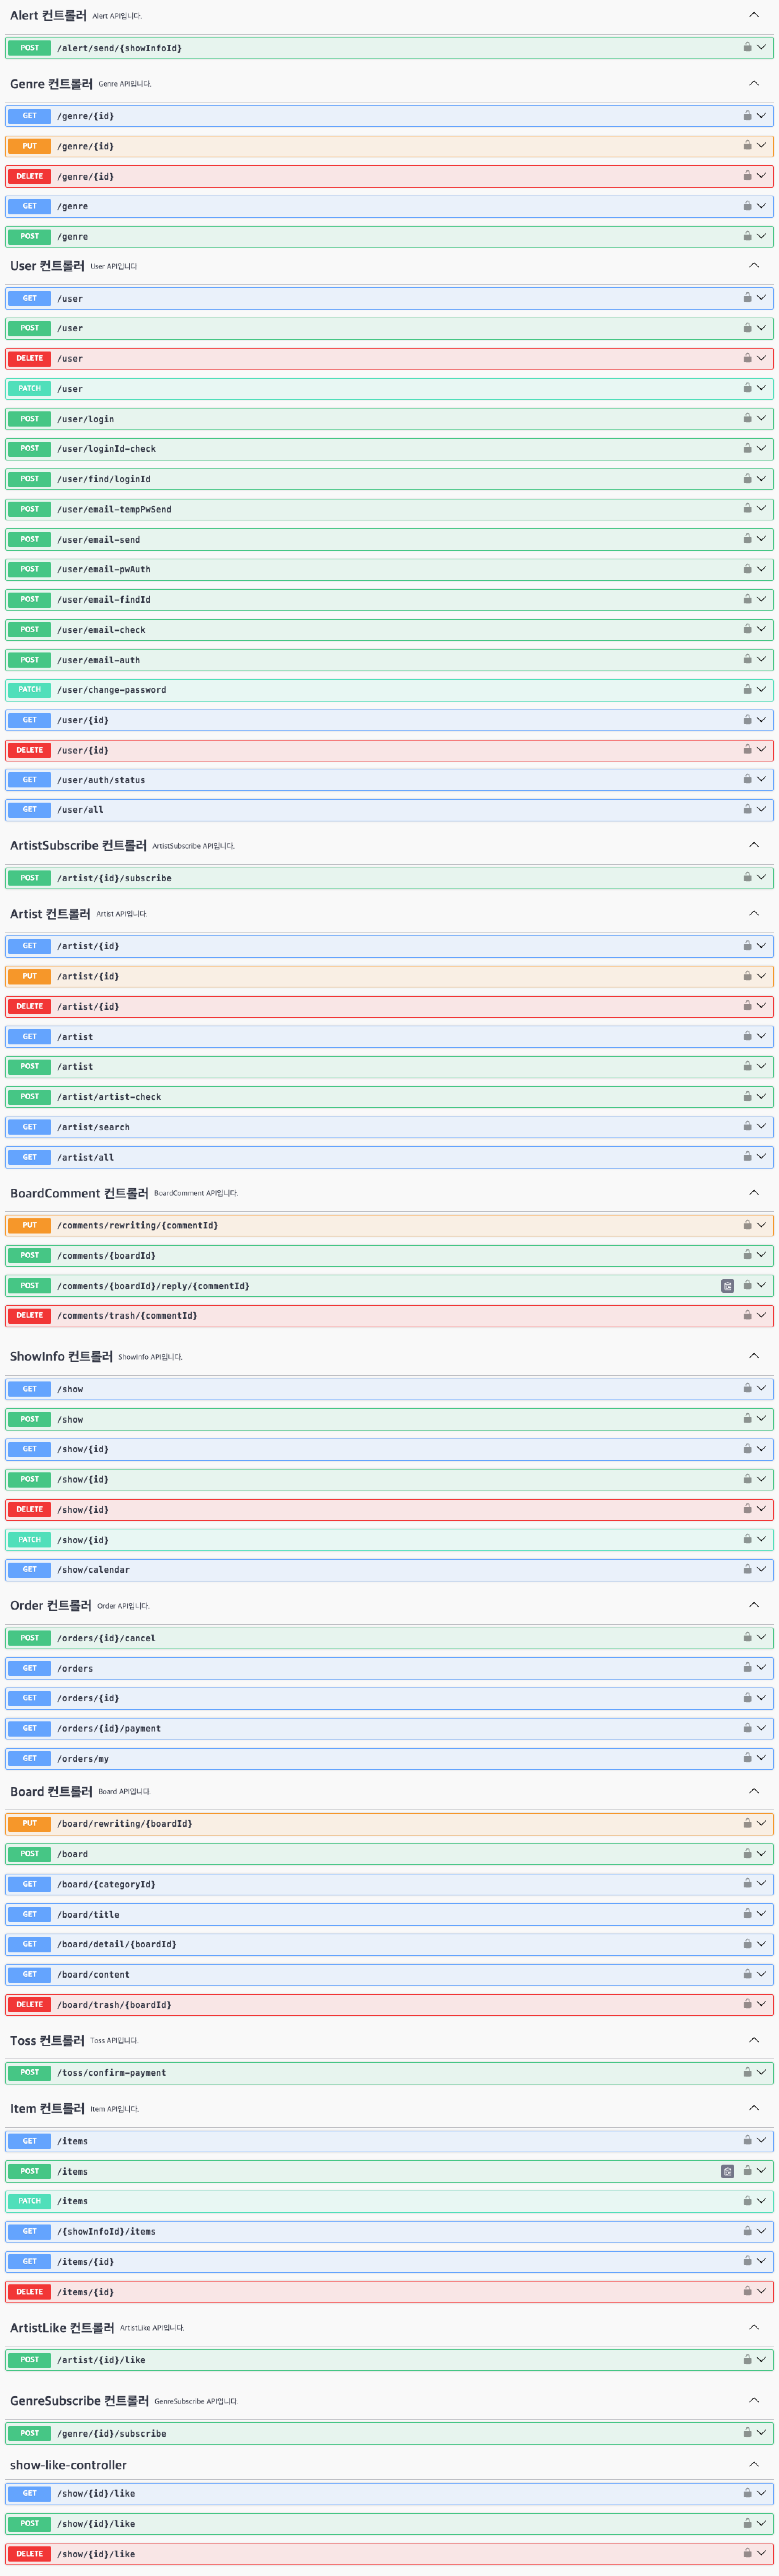 Alert 컨트롤러 Alert API입니다.
POST /alert/send/{showInfoId}
Genre 컨트롤러 Genre API입니다.
GET /genre/{id}
PUT /genre/{id}
DELETE /genre/{id}
GET /genre
POST /genre
User 컨트롤러 User API입니다
GET /user
POST /user
DELETE /user
PATCH /user
POST /user/login
POST /user/loginId-check
POST /user/find/loginId
POST /user/email-tempPwSend
POST /user/email-send
POST /user/email-pwAuth
POST /user/email-findId
POST /user/email-check
POST /user/email-auth
PATCH /user/change-password
GET /user/{id}
DELETE /user/{id}
GET /user/auth/status
GET /user/all
ArtistSubscribe 컨트롤러 ArtistSubscribe API입니다.
POST /artist/{id}/subscribe
Artist 컨트롤러 Artist API입니다.
GET /artist/{id}
PUT /artist/{id}
DELETE /artist/{id}
GET /artist
POST /artist
POST /artist/artist-check
GET /artist/search
GET /artist/all
BoardComment 컨트롤러 BoardComment API입니다.
PUT /comments/rewriting/{commentId}
POST /comments/{boardId}
POST /comments/{boardId}/reply/{commentId}
DELETE /comments/trash/{commentId}
ShowInfo 컨트롤러 ShowInfo API입니다.
GET /show
POST /show
GET /show/{id}
POST /show/{id}
DELETE /show/{id}
PATCH /show/{id}
GET /show/calendar
Order 컨트롤러 Order API입니다.
POST /orders/{id}/cancel
GET /orders
GET /orders/{id}
GET /orders/{id}/payment
GET /orders/my
Board 컨트롤러 Board API입니다.
PUT /board/rewriting/{boardId}
POST /board
GET /board/{categoryId}
GET /board/title
GET /board/detail/{boardId}
GET /board/content
DELETE /board/trash/{boardId}
Toss 컨트롤러 Toss API입니다.
POST /toss/confirm-payment
Item 컨트롤러 Item API입니다.
GET /items
POST /items
PATCH /items
GET /{showInfoId}/items
GET /items/{id}
DELETE /items/{id}
ArtistLike 컨트롤러 ArtistLike API입니다.
POST /artist/{id}/like
GenreSubscribe 컨트롤러 GenreSubscribe API입니다.
POST /genre/{id}/subscribe
show-like-controller
GET /show/{id}/like
POST /show/{id}/like
DELETE /show/{id}/like